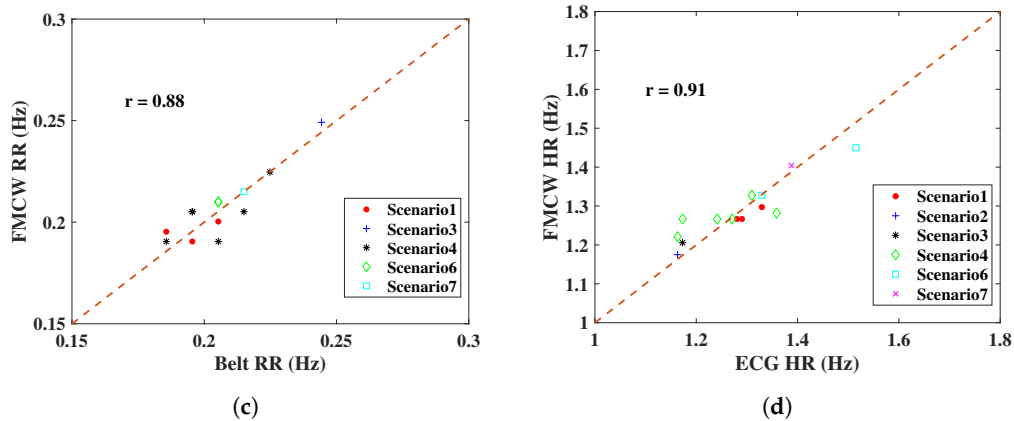 0.3
0.25
0.2
0.15
FMCW RR (Hz)
r = 0.88
Scenario1
Scenario3
Scenario4
Scenario6
Scenario7
0.15
0.2
0.25
0.3
Belt RR (Hz)
(c)
1.8
1.7
1.6
1.5
1.4
1.3
1.2
1.1
1
FMCW HR (Hz)
r = 0.91
Scenario1
Scenario2
Scenario3
Scenario4
Scenario6
Scenario7
1
1.2
1.4
1.6
1.8
ECG HR (Hz)
(d)